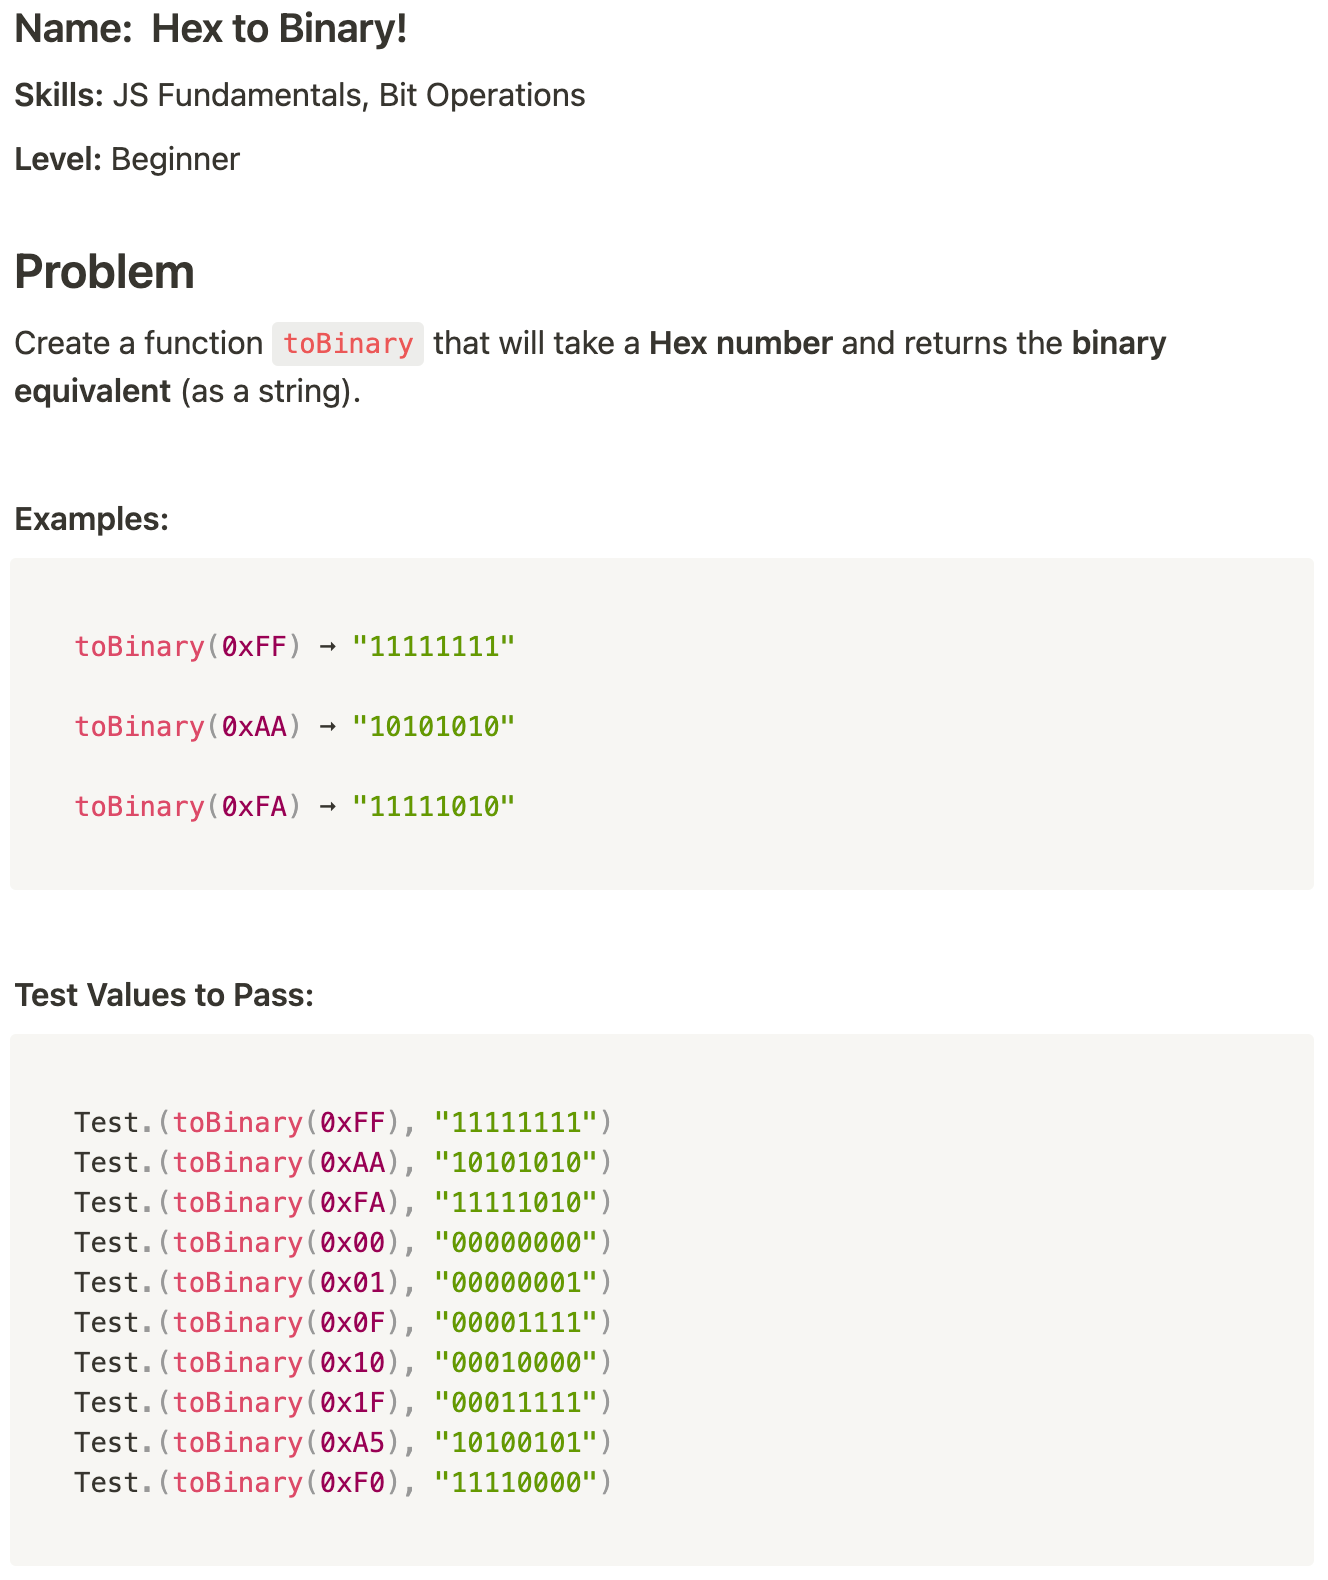 Name: Hex to Binary!
Skills: JS Fundamentals, Bit Operations
Level: Beginner
Problem
Create a function toBinary that will take a Hex number and returns the binary
equivalent (as a string).
Examples:
toBinary(0xFF) → "11111111"
toBinary(0xAA) → "10101010"
toBinary(0xFA) → "11111010"
Test Values to Pass:
Test.(toBinary(0xFF), "11111111")
Test.(toBinary(0xAA), "10101010")
Test.(toBinary(0xFA), "11111010")
Test.(toBinary(0x00), "00000000")
Test.(toBinary(0x01), "00000001")
Test.(toBinary(0x0F), "00001111")
Test.(toBinary(0x10), "00010000")
Test.(toBinary(0x1F), "00011111")
Test.(toBinary(0xA5), "10100101")
Test.(toBinary(0xF0), "11110000")